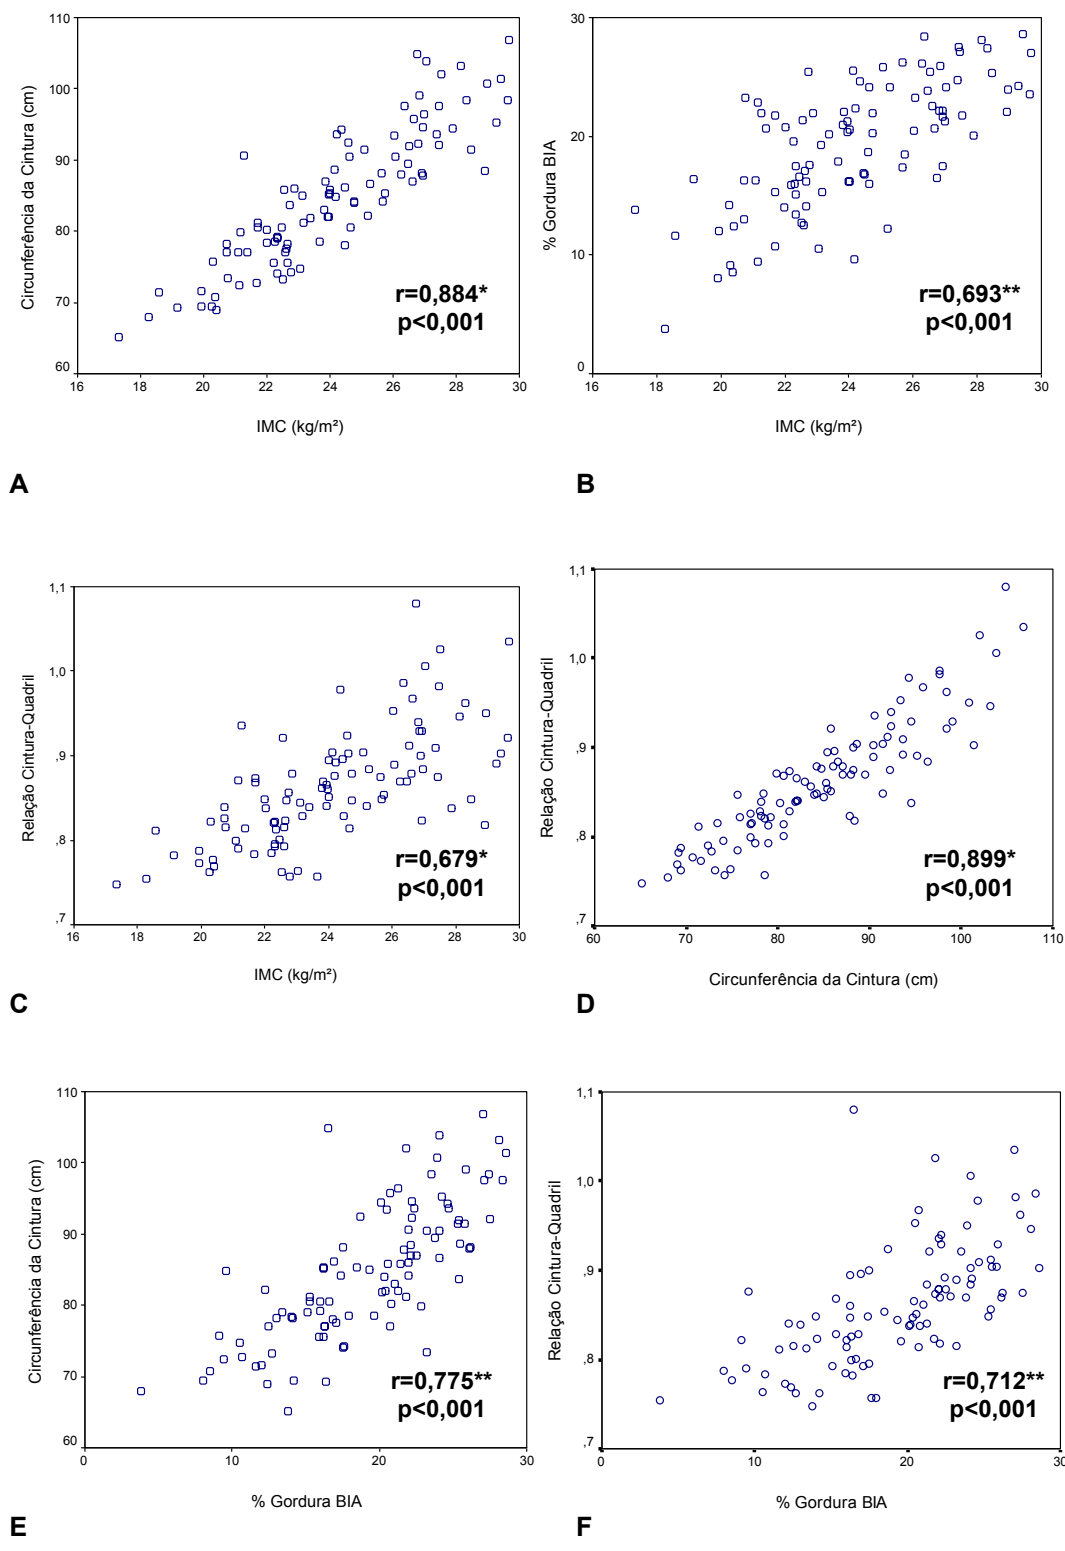 110
100
90
80
70
60
Circunferência da Cintura (cm)
r=0,884*
p<0,001
16 18 20 22 24 26 28 30
IMC (kg/m²)
A
30
20
10
0
% Gordura BIA
r=0,693**
p<0,001
16 18 20 22 24 26 28 30
IMC (kg/m²)
B
1,1
1,0
,9
,8
,7
Relação Cintura-Quadril
r=0,679*
p<0,001
16 18 20 22 24 26 28 30
IMC (kg/m²)
C
1,1
1,0
,9
,8
,7
Relação Cintura-Quadril
r=0,899*
p<0,001
60 70 80 90 100 110
Circunferência da Cintura (cm)
D
110
100
90
80
70
60
Circunferência da Cintura (cm)
r=0,775**
p<0,001
0 10 20 30
% Gordura BIA
E
1,1
1,0
,9
,8
,7
Relação Cintura-Quadril
r=0,712**
p<0,001
0 10 20 30
% Gordura BIA
F